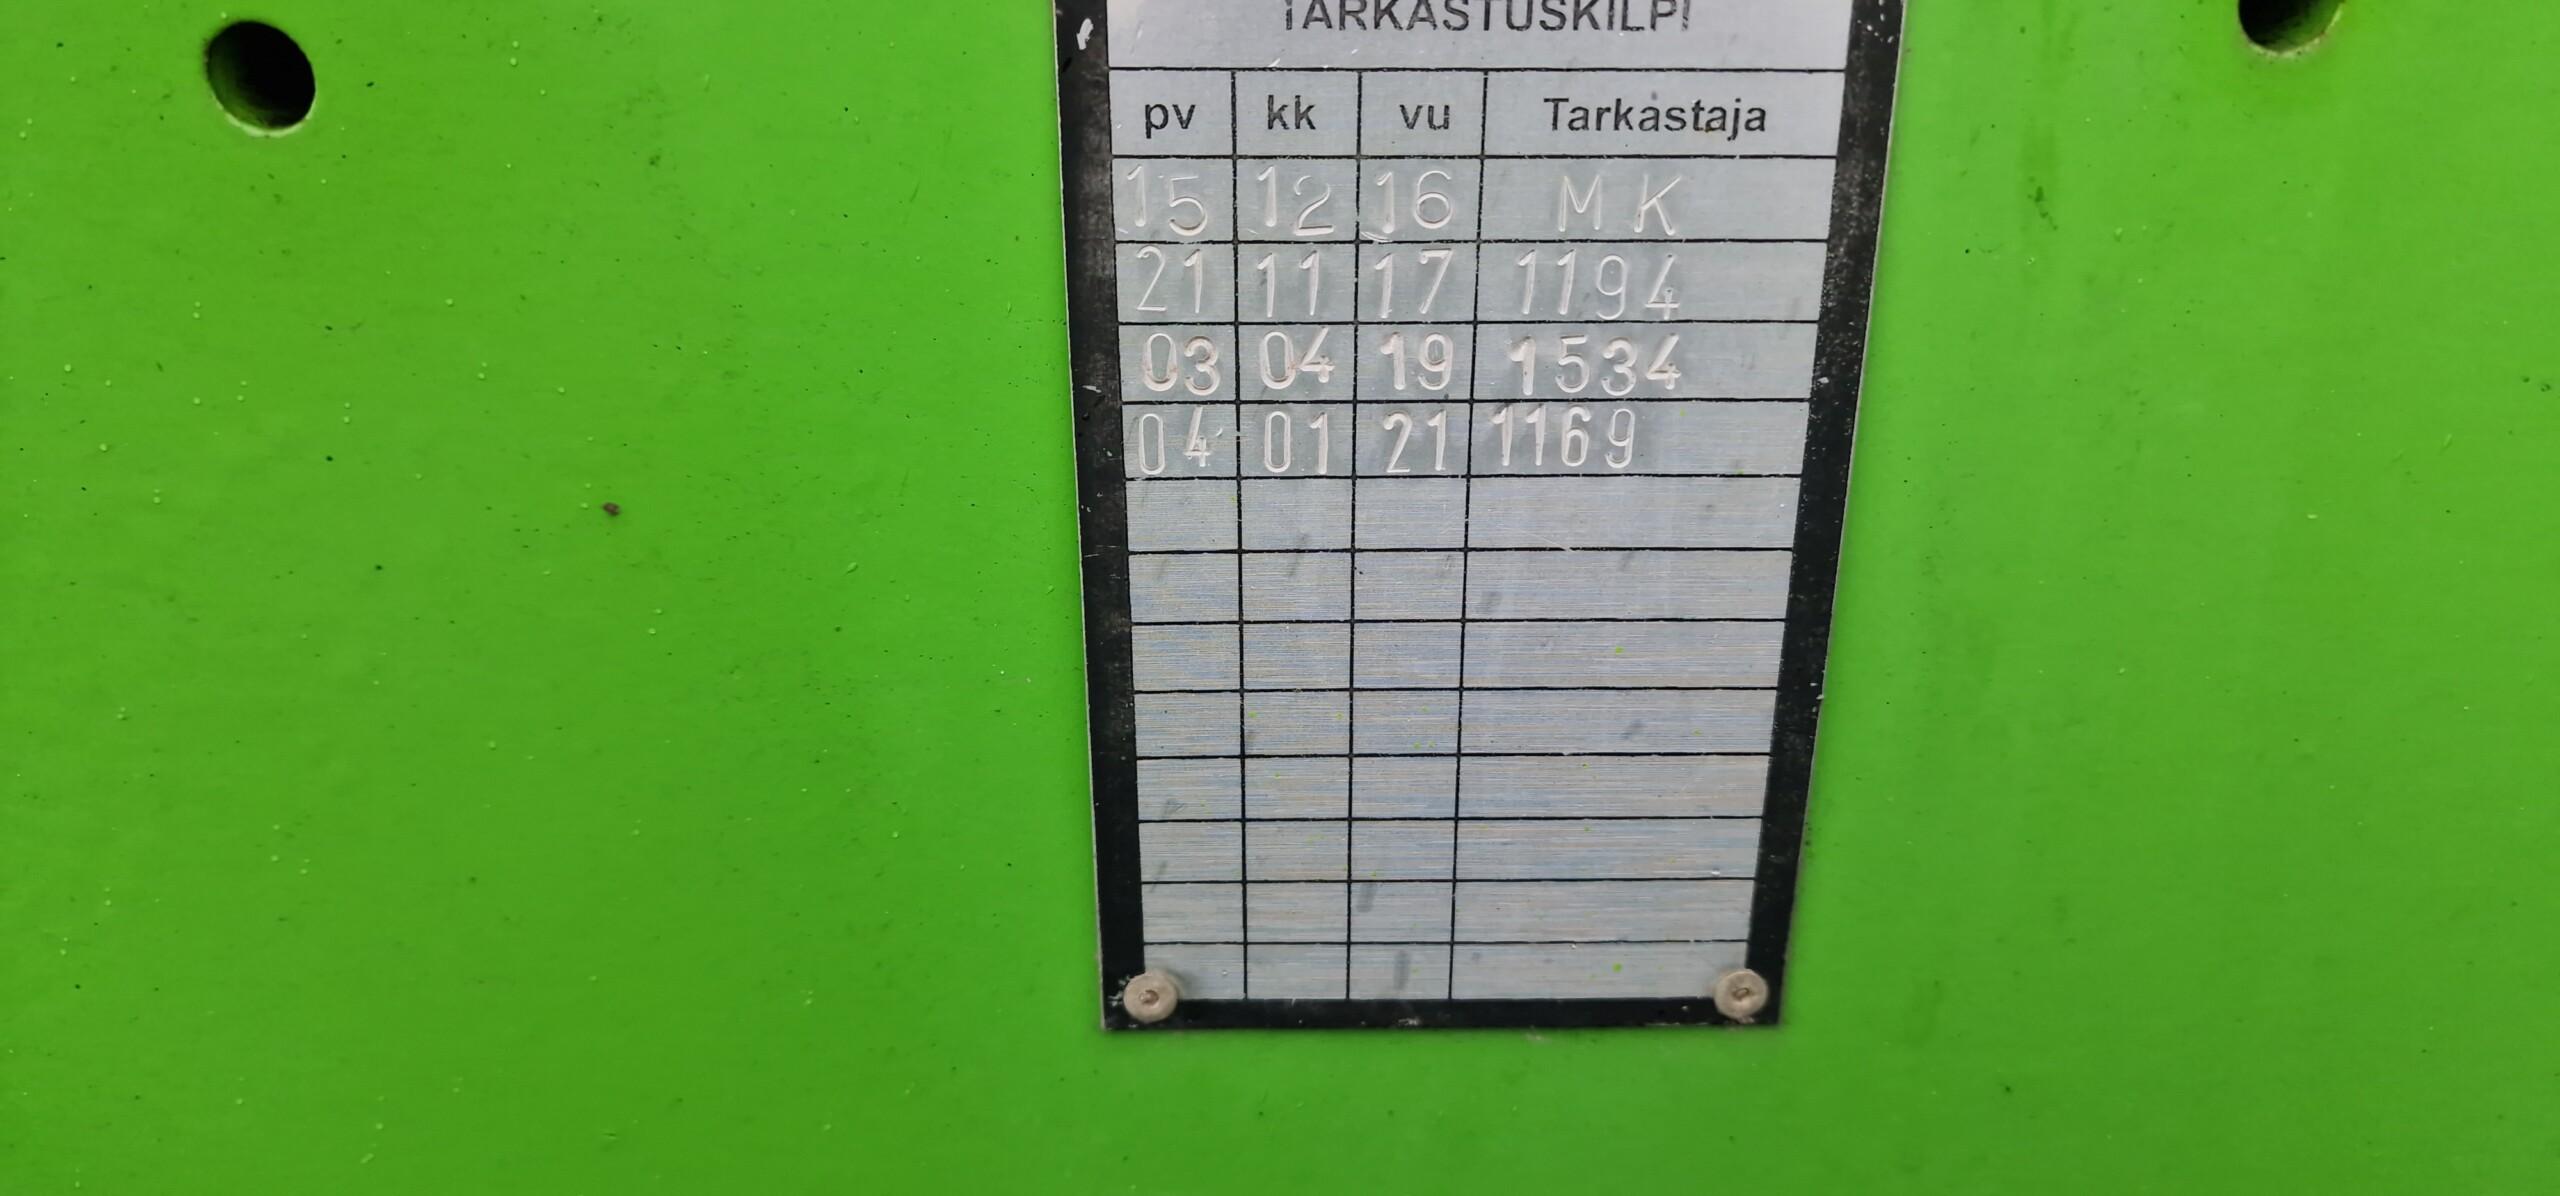 TARKASTUSKILPI
pv kk vu Tarkastaja
15 12 16 MK
21 11 17 1194
03 04 19 1534
04 01 21 1169